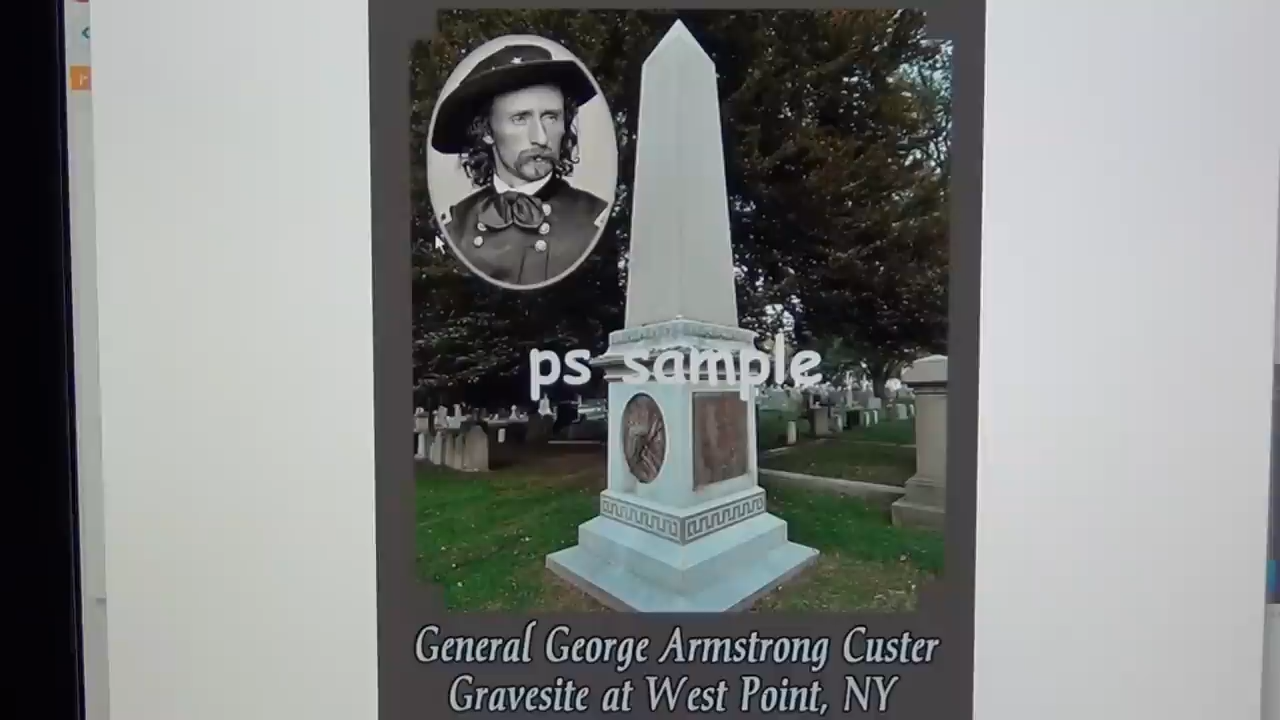 ps sample
General George Armstrong Custer
Gravesite at West Point, NY